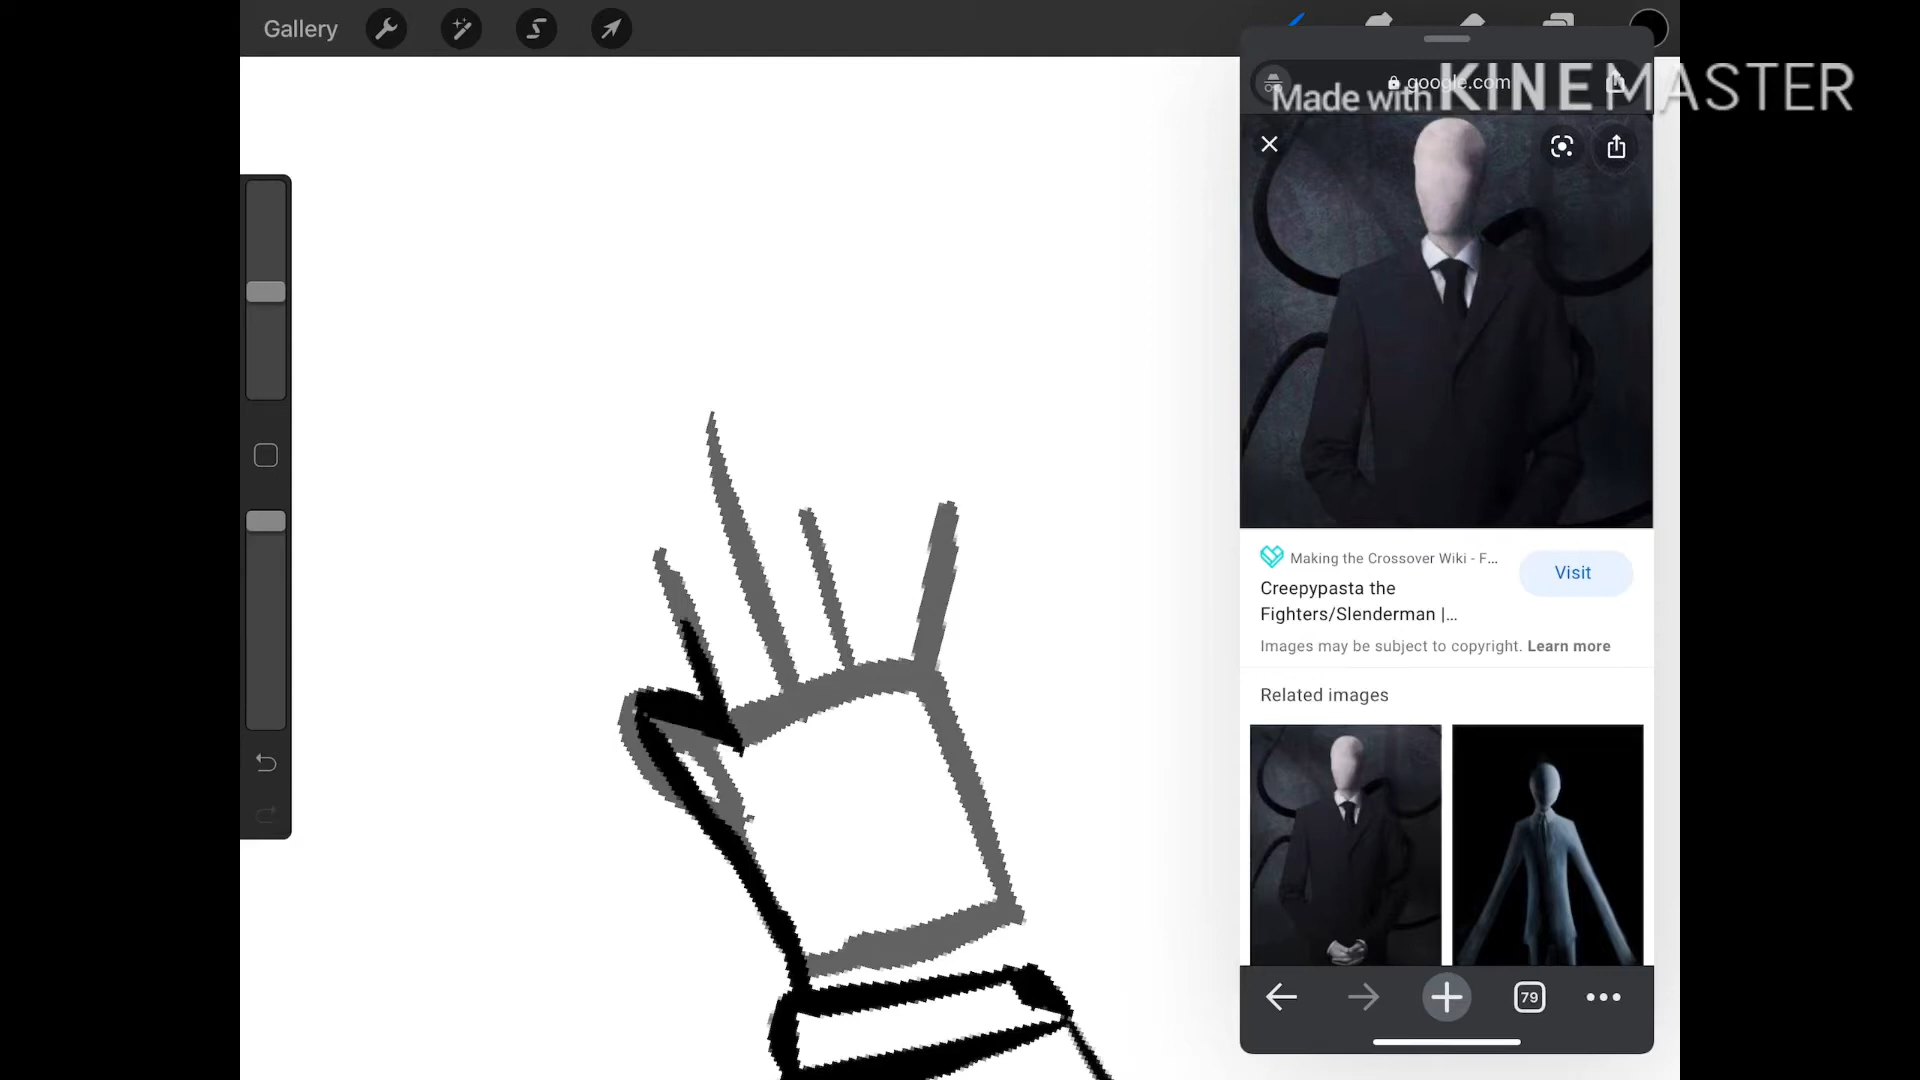 Gallery
google.com
Made with KINEMASTER
Making the Crossover Wiki - F...
Visit
Creepypasta the
Fighters/Slenderman |...
Images may be subject to copyright. Learn more
Related images
79